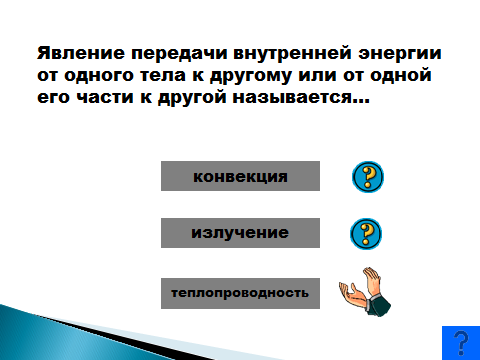 Явление передачи внутренней энергии
от одного тела к другому или от одной
его части к другой называется...
конвекция
?
излучение
?
теплопроводность
?